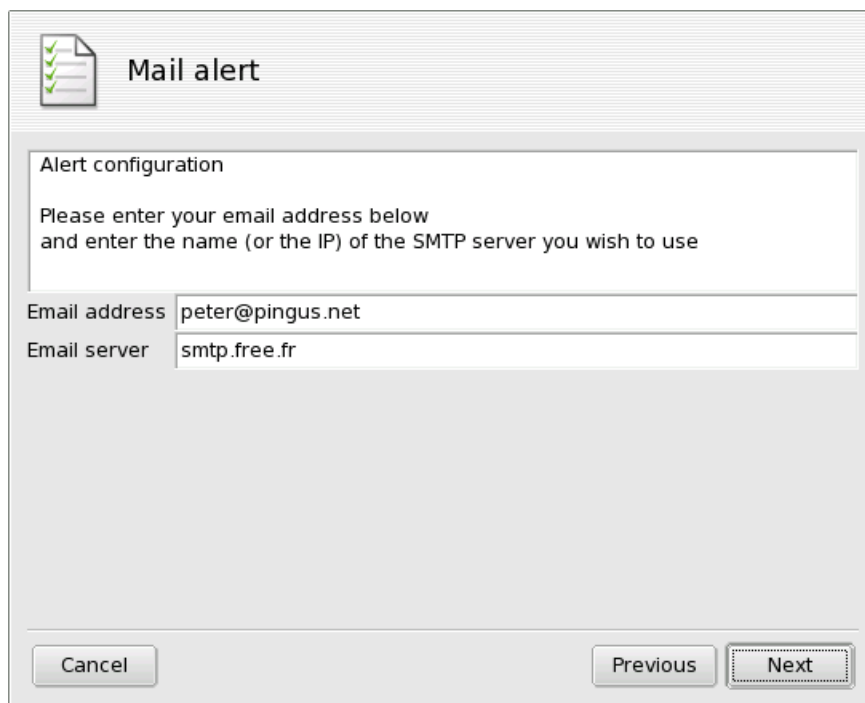 Mail alert
Alert configuration
Please enter your email address below
and enter the name (or the IP) of the SMTP server you wish to use
Email address peter@pingus.net
Email server smtp.free.fr
Cancel Previous Next